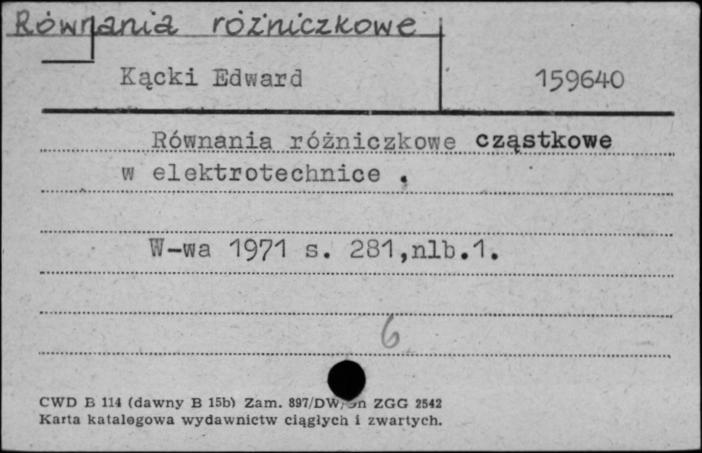 Równania różniczkowe
Kącki Edward 159640
Równania różniczkowe cząstkowe
w elektrotechnice .
W-wa 1971 s. 281,nlb.1.
6
CWD B 114 (dawny B 15b) Zam. 897/DW/ ZGG 2542
Karta katalogowa wydawnictw ciągłych i zwartych.